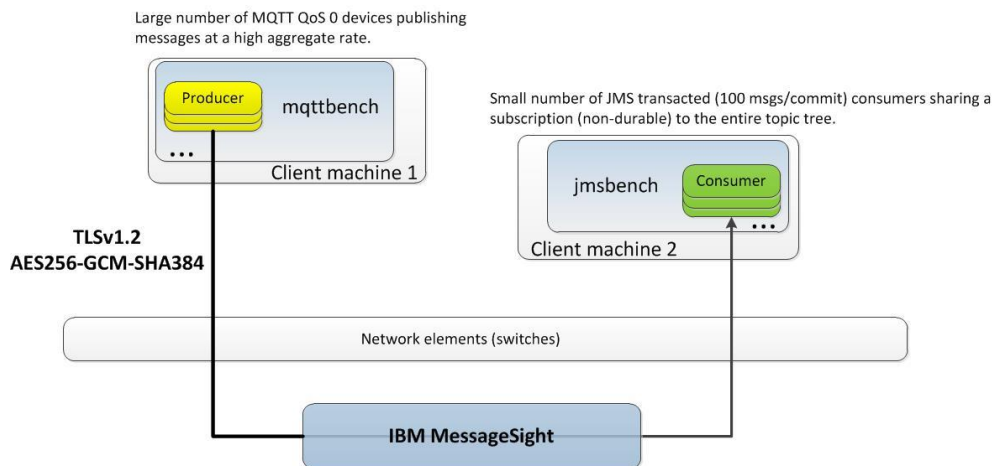 Large number of MQTT QoS 0 devices publishing
messages at a high aggregate rate.
Producer
mqttbench
...
Client machine 1
Small number of JMS transacted (100 msgs/commit) consumers sharing a
subscription (non-durable) to the entire topic tree.
jmsbench
Consumer
...
Client machine 2
TLSv1.2
AES256-GCM-SHA384
Network elements (switches)
IBM MessageSight